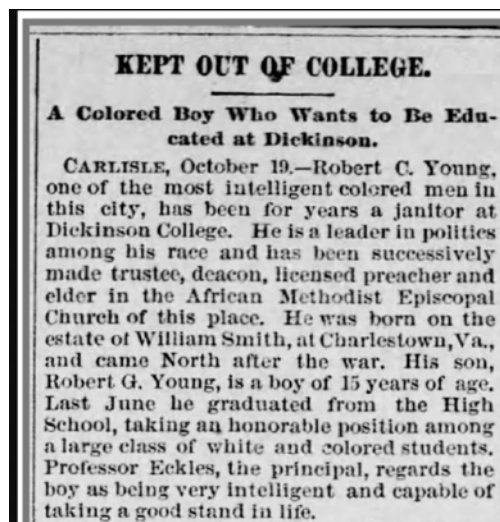 KEPT OUT OF COLLEGE.
A Colored Boy Who Wants to Be Edu-
cated at Dickinson.
CARLISLE, October 19.—Robert C. Young,
one of the most intelligent colored men in
this city, has been for years a janitor at
Dickinson College. He is a leader in politics
among his race and has been successively
made trustee, deacon, licensed preacher and
elder in the African Methodist Episcopal
Church of this place. He was born on the
estate of William Smith, at Charlestown, Va.,
and came North after the war. His son,
Robert G. Young, is a boy of 15 years of age.
Last June he graduated from the High
School, taking an honorable position among
a large class of white and colored students.
Professor Eckles, the principal, regards the
boy as being very intelligent and capable of
taking a good stand in life.